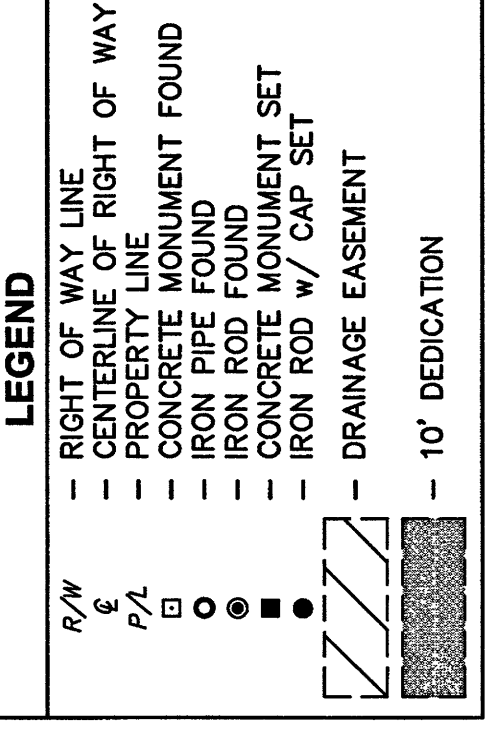 LEGEND
R/W – RIGHT OF WAY LINE
℄ – CENTERLINE OF RIGHT OF WAY
P/L – PROPERTY LINE
– CONCRETE MONUMENT FOUND
– IRON PIPE FOUND
– IRON ROD FOUND
– CONCRETE MONUMENT SET
– IRON ROD w/ CAP SET
– DRAINAGE EASEMENT
– 10' DEDICATION